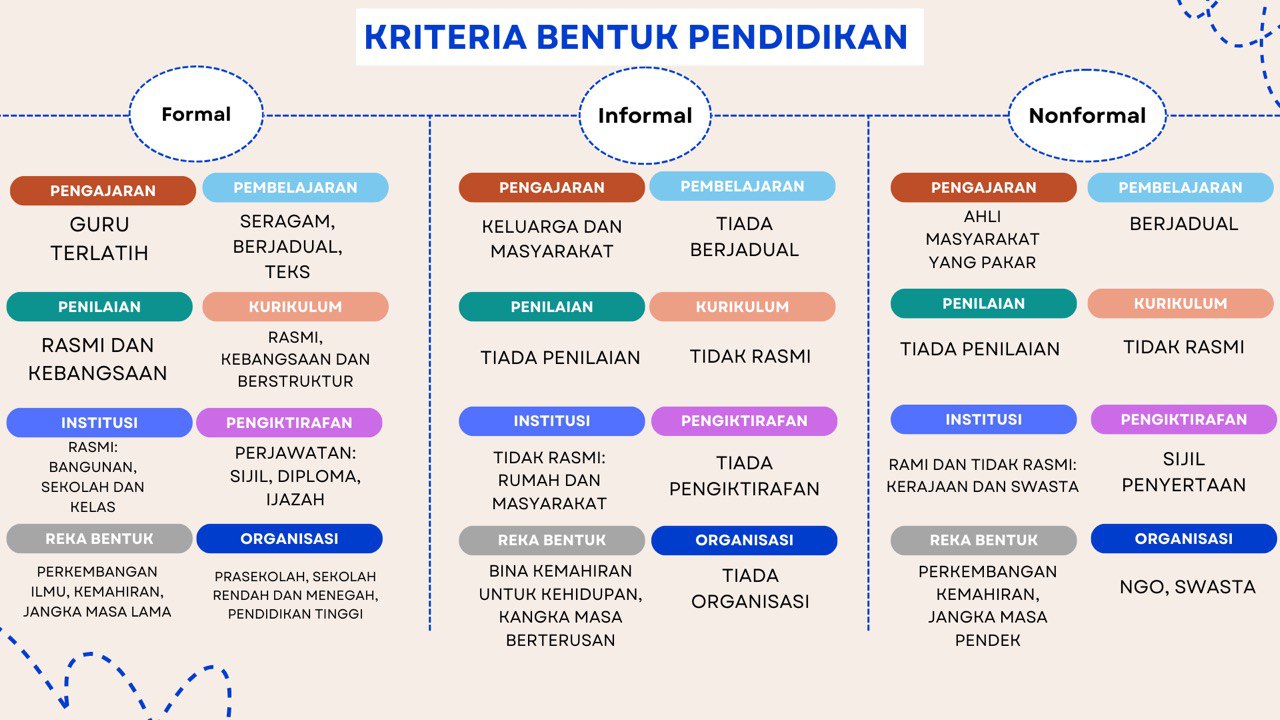 KRITERIA BENTUK PENDIDIKAN
Formal
PENGAJARAN
GURU
TERLATIH
PEMBELAJARAN
SERAGAM,
BERJADUAL,
TEKS
PENILAIAN
RASMI DAN
KEBANGSAAN
KURIKULUM
RASMI,
KEBANGSAAN DAN
BERSTRUKTUR
INSTITUSI
RASMI:
BANGUNAN,
SEKOLAH DAN
KELAS
PENGIKTIRAFAN
PERJAWATAN:
SIJIL, DIPLOMA,
IJAZAH
REKA BENTUK
PERKEMBANGAN
ILMU, KEMAHIRAN,
JANGKA MASA LAMA
ORGANISASI
PRASEKOLAH, SEKOLAH
RENDAH DAN MENEGAH,
PENDIDIKAN TINGGI
Informal
PENGAJARAN
KELUARGA DAN
MASYARAKAT
PEMBELAJARAN
TIADA
BERJADUAL
PENILAIAN
TIADA PENILAIAN
KURIKULUM
TIDAK RASMI
INSTITUSI
TIDAK RASMI:
RUMAH DAN
MASYARAKAT
PENGIKTIRAFAN
TIADA
PENGIKTIRAFAN
REKA BENTUK
BINA KEMAHIRAN
UNTUK KEHIDUPAN,
KANGKA MASA
BERTERUSAN
ORGANISASI
TIADA
ORGANISASI
Nonformal
PENGAJARAN
AHLI
MASYARAKAT
YANG PAKAR
PEMBELAJARAN
BERJADUAL
PENILAIAN
TIADA PENILAIAN
KURIKULUM
TIDAK RASMI
INSTITUSI
RAMI DAN TIDAK RASMI:
KERAJAAN DAN SWASTA
PENGIKTIRAFAN
SIJIL
PENYERTAAN
REKA BENTUK
PERKEMBANGAN
KEMAHIRAN,
JANGKA MASA
PENDEK
ORGANISASI
NGO, SWASTA